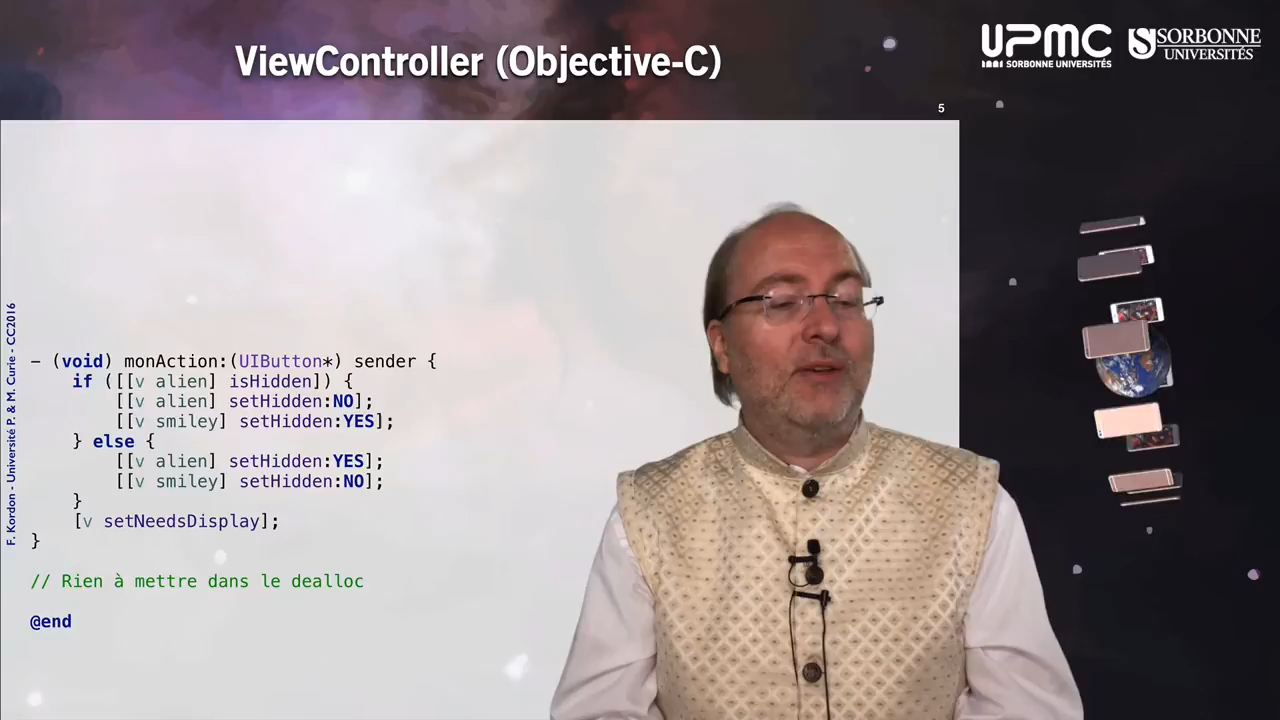 ViewController (Objective-C)
UPMC
SORBONNE UNIVERSITÉS
SORBONNE
UNIVERSITÉS
5
F. Kordon - Université P. & M. Curie - CC2016
– (void) monAction:(UIButton*) sender {
if ([[v alien] isHidden]) {
[[v alien] setHidden:NO];
[[v smiley] setHidden:YES];
} else {
[[v alien] setHidden:YES];
[[v smiley] setHidden:NO];
}
[v setNeedsDisplay];
}
// Rien à mettre dans le dealloc
@end